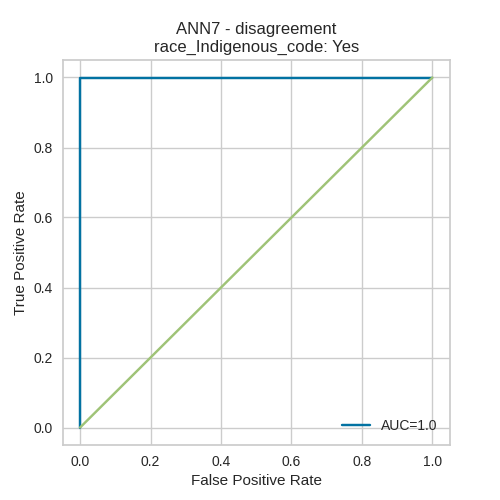 ANN7 - disagreement
race_Indigenous_code: Yes
True Positive Rate
1.0
0.8
0.6
0.4
0.2
0.0
AUC=1.0
0.0 0.2 0.4 0.6 0.8 1.0
False Positive Rate